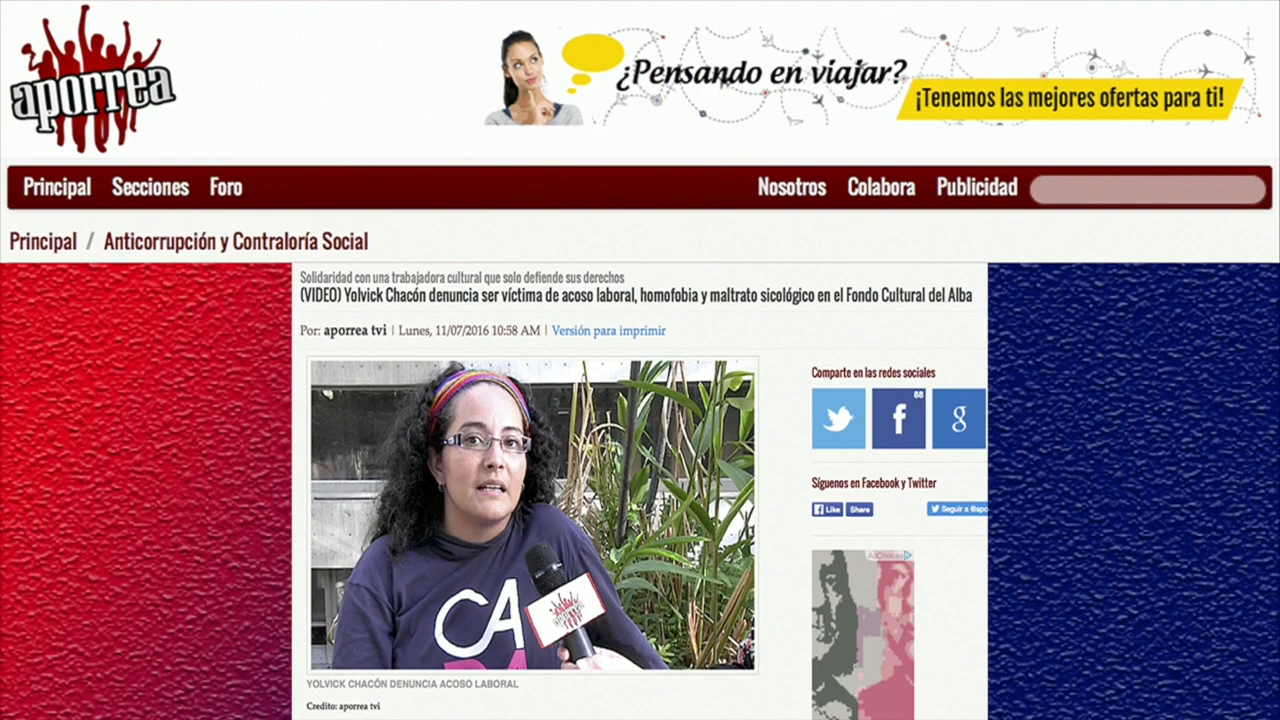 aporrea
¿Pensando en viajar?
¡Tenemos las mejores ofertas para ti!
Principal Secciones Foro Nosotros Colabora Publicidad
Principal / Anticorrupción y Contraloría Social
Solidaridad con una trabajadora cultural que solo defiende sus derechos
(VIDEO) Yolvick Chacón denuncia ser víctima de acoso laboral, homofobia y maltrato sicológico en el Fondo Cultural del Alba
Por: aporrea tvi | Lunes, 11/07/2016 10:58 AM | Versión para imprimir
Comparte en las redes sociales
88
f
g
Síguenos en Facebook y Twitter
Like Share Seguir a @apo
AdChoices
CA
YOLVICK CHACÓN DENUNCIA ACOSO LABORAL
Credito: aporrea tvi